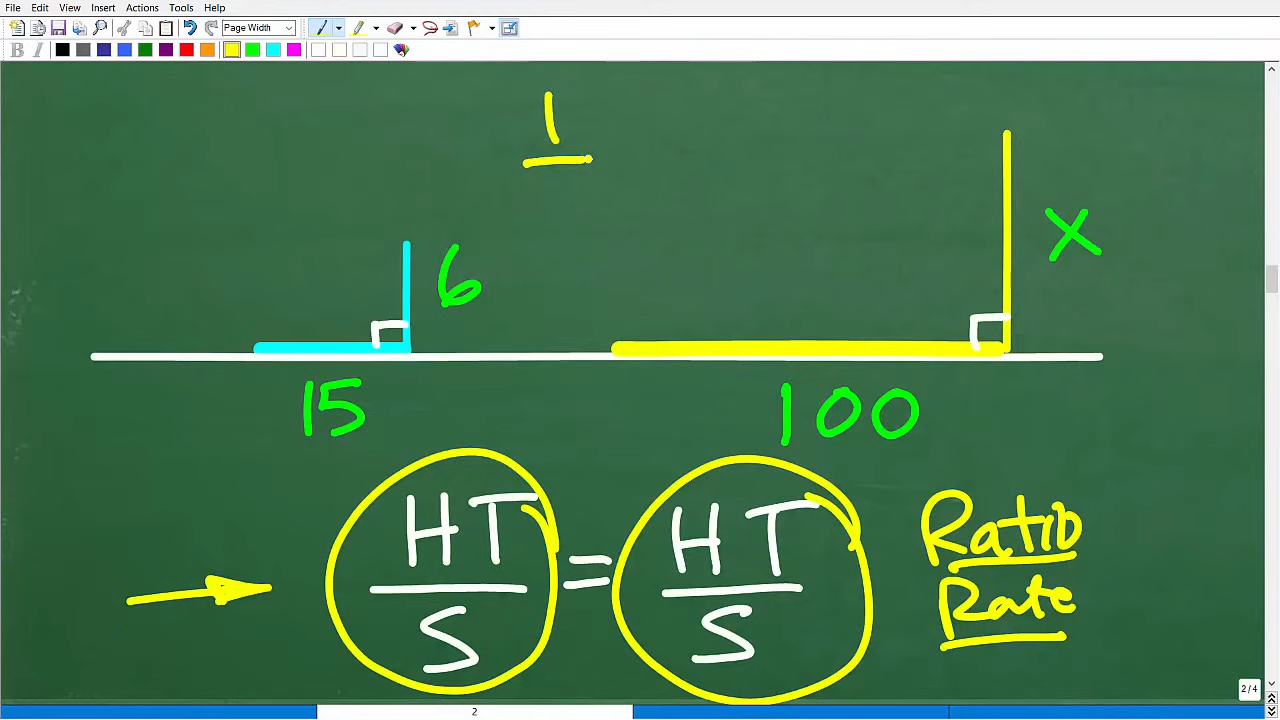 File Edit View Insert Actions Tools Help
Page Width
B I
1
6
X
15
100
HT = HT
S S
Ratio
Rate
2/4
2